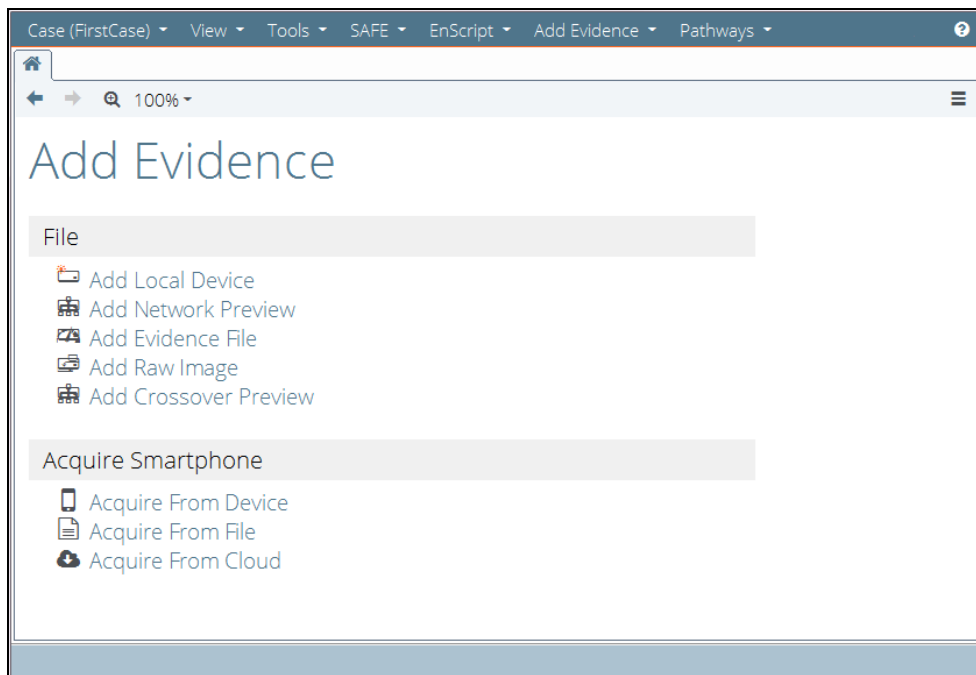 Case (FirstCase) View Tools SAFE EnScript Add Evidence Pathways ?
100%
Add Evidence
File
Add Local Device
Add Network Preview
Add Evidence File
Add Raw Image
Add Crossover Preview
Acquire Smartphone
Acquire From Device
Acquire From File
Acquire From Cloud